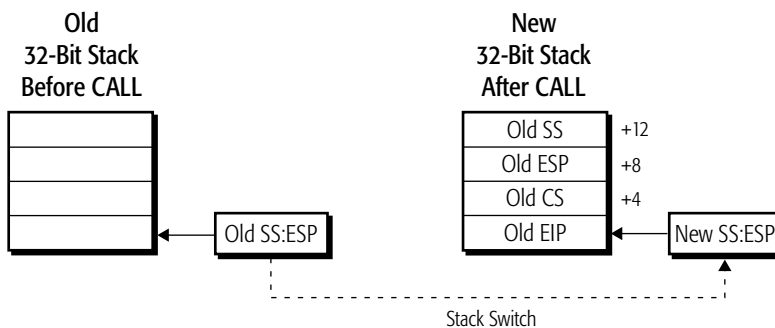 Old
32-Bit Stack
Before CALL
New
32-Bit Stack
After CALL
Old SS
+12
Old ESP
+8
Old CS
+4
Old EIP
Old SS:ESP
New SS:ESP
Stack Switch